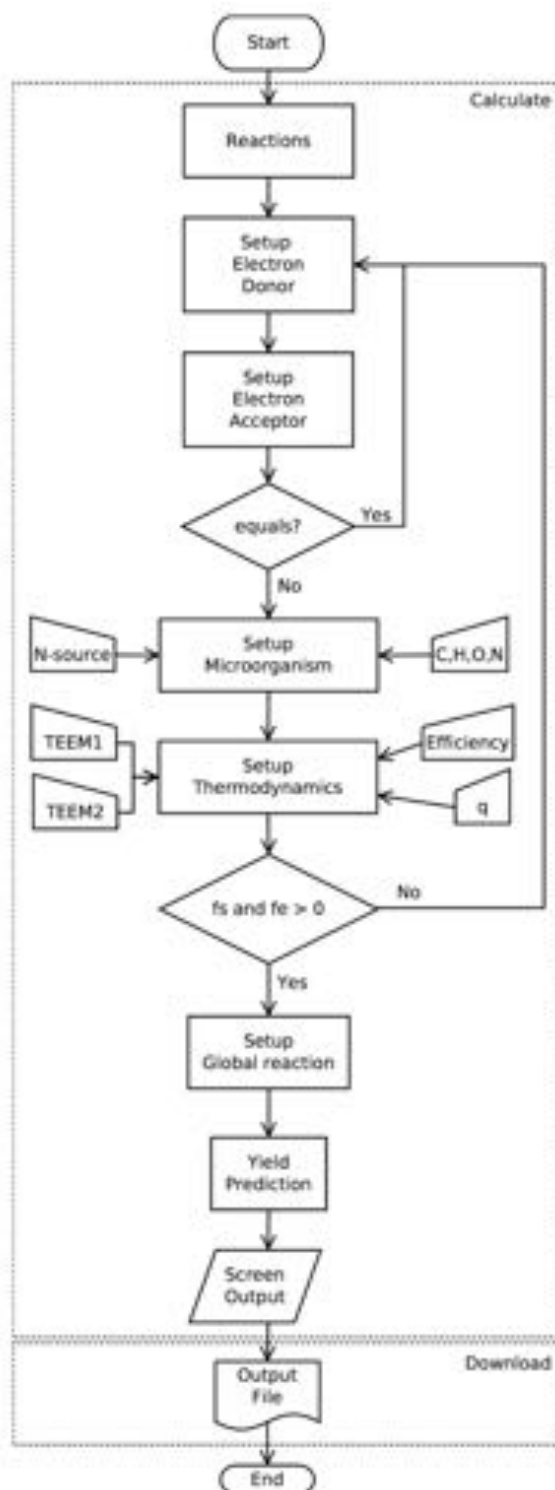 Start
Calculate
Reactions
Setup
Electron
Donor
Setup
Electron
Acceptor
equals?
Yes
No
N-source
Setup
Microorganism
C,H,O,N
TEEM1
TEEM2
Setup
Thermodynamics
Efficiency
q
fs and fe > 0
No
Yes
Setup
Global reaction
Yield
Prediction
Screen
Output
Download
Output
File
End